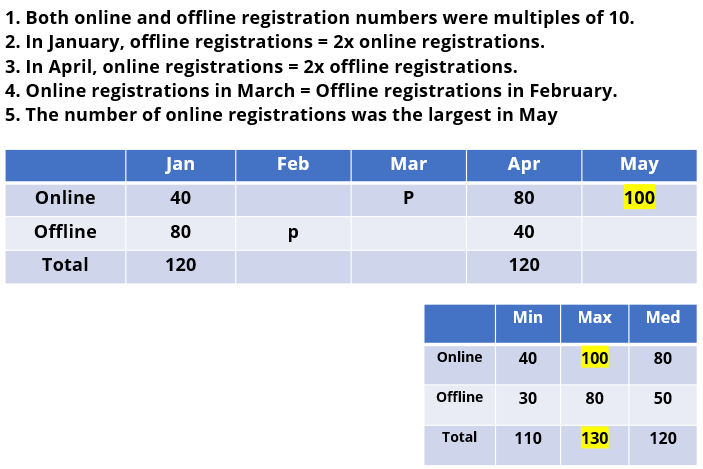 1. Both online and offline registration numbers were multiples of 10.
2. In January, offline registrations = 2x online registrations.
3. In April, online registrations = 2x offline registrations.
4. Online registrations in March = Offline registrations in February.
5. The number of online registrations was the largest in May
Jan Feb Mar Apr May
Online 40 P 80 100
Offline 80 p 40
Total 120 120
Min Max Med
Online 40 100 80
Offline 30 80 50
Total 110 130 120